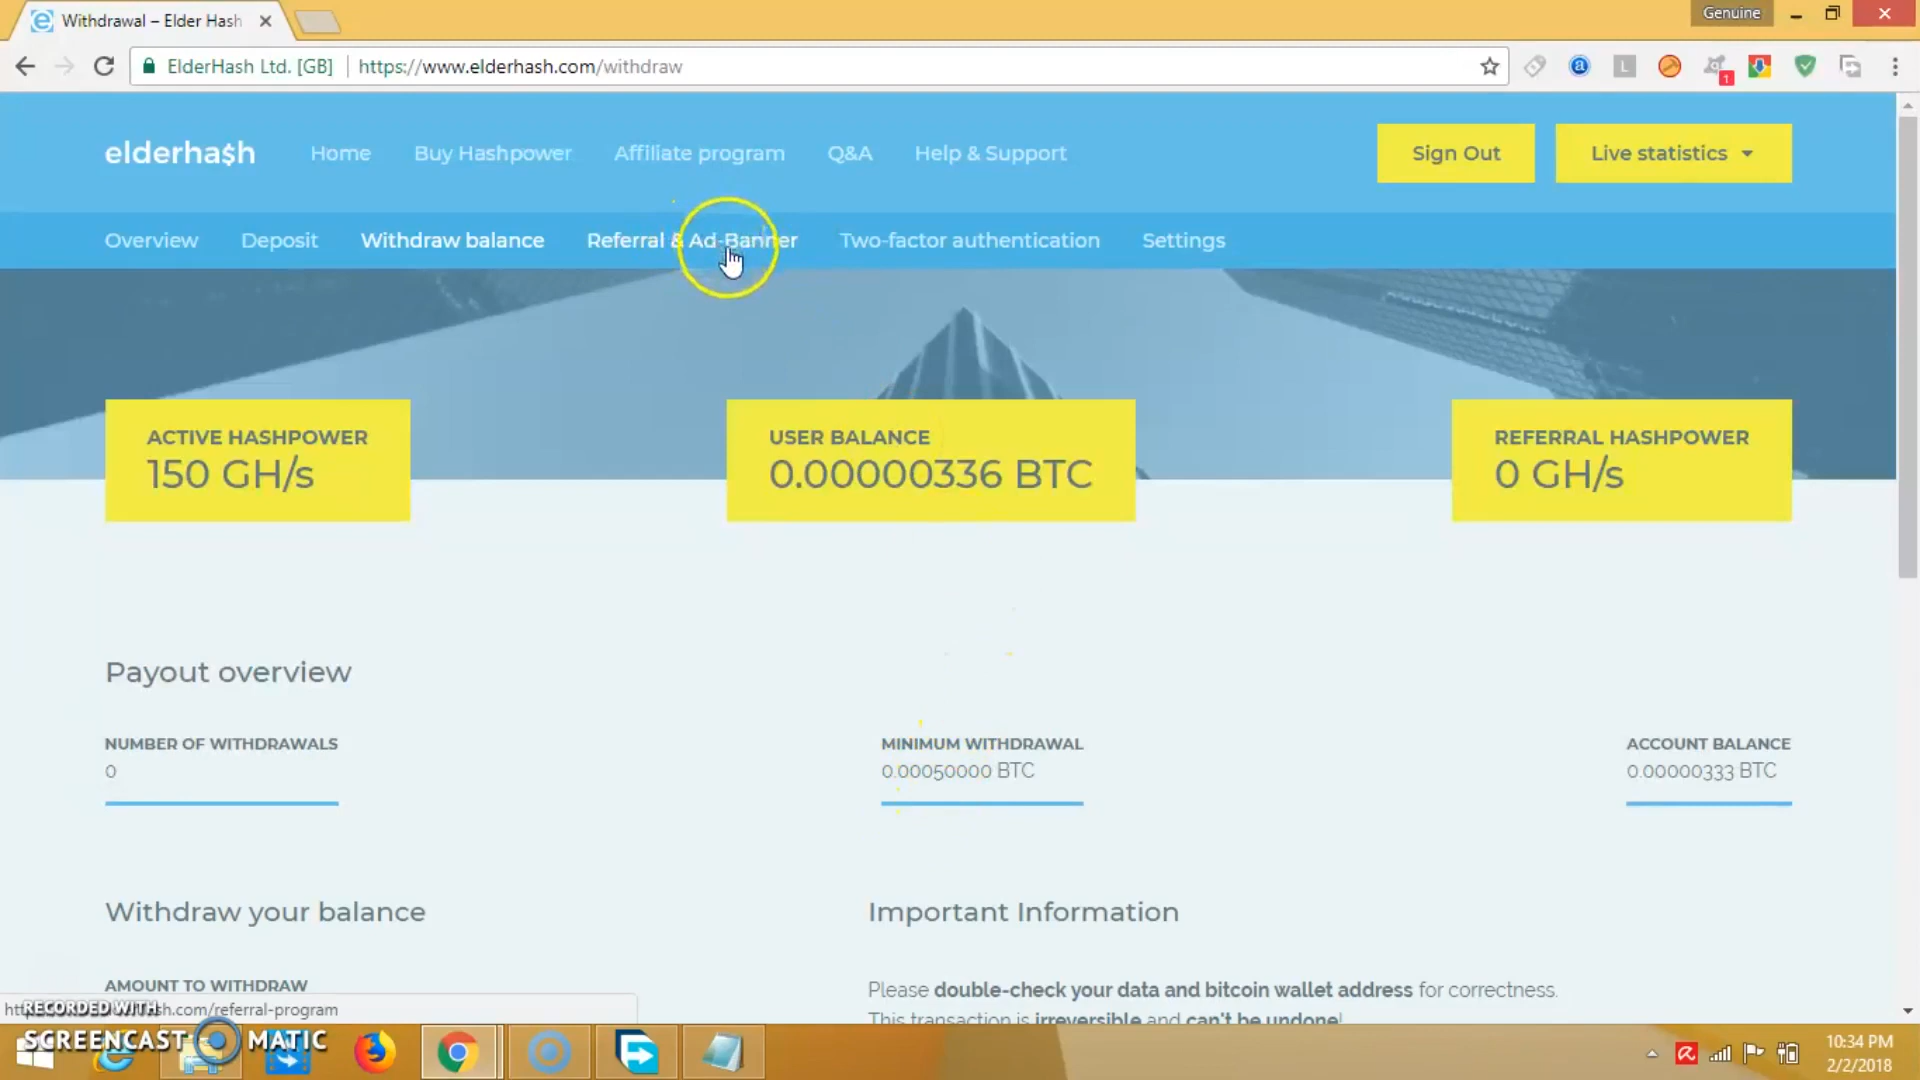 Withdrawal – Elder Hash
Genuine
ElderHash Ltd. [GB] https://www.elderhash.com/withdraw
1
elderha$h Home Buy Hashpower Affiliate program Q&A Help & Support Sign Out Live statistics
Overview Deposit Withdraw balance Referral & Ad-Banner Two-factor authentication Settings
ACTIVE HASHPOWER
150 GH/s
USER BALANCE
0.00000336 BTC
REFERRAL HASHPOWER
0 GH/s
Payout overview
NUMBER OF WITHDRAWALS
0
MINIMUM WITHDRAWAL
0.00050000 BTC
ACCOUNT BALANCE
0.00000333 BTC
Withdraw your balance
Important Information
AMOUNT TO WITHDRAW
Please double-check your data and bitcoin wallet address for correctness.
This transaction is irreversible and can't be undone!
RECORDED WITH
sh.com/referral-program
SCREENCAST MATIC
10:34 PM
2/2/2018